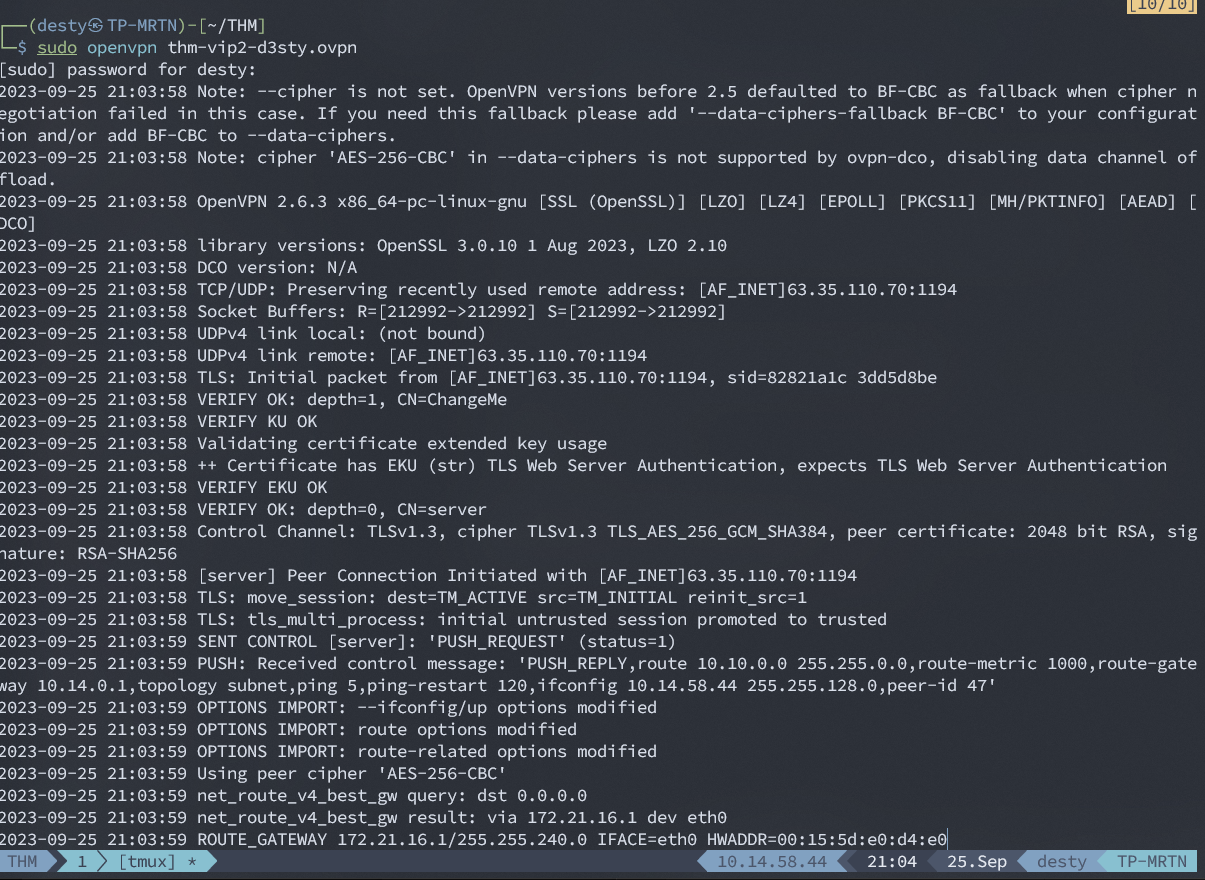 [10/10]
┌──(desty㉿TP-MRTN)-[~/THM]
└─$ sudo openvpn thm-vip2-d3sty.ovpn
[sudo] password for desty:
2023-09-25 21:03:58 Note: --cipher is not set. OpenVPN versions before 2.5 defaulted to BF-CBC as fallback when cipher n
egotiation failed in this case. If you need this fallback please add '--data-ciphers-fallback BF-CBC' to your configurat
ion and/or add BF-CBC to --data-ciphers.
2023-09-25 21:03:58 Note: cipher 'AES-256-CBC' in --data-ciphers is not supported by ovpn-dco, disabling data channel of
fload.
2023-09-25 21:03:58 OpenVPN 2.6.3 x86_64-pc-linux-gnu [SSL (OpenSSL)] [LZO] [LZ4] [EPOLL] [PKCS11] [MH/PKTINFO] [AEAD] [
DCO]
2023-09-25 21:03:58 library versions: OpenSSL 3.0.10 1 Aug 2023, LZO 2.10
2023-09-25 21:03:58 DCO version: N/A
2023-09-25 21:03:58 TCP/UDP: Preserving recently used remote address: [AF_INET]63.35.110.70:1194
2023-09-25 21:03:58 Socket Buffers: R=[212992->212992] S=[212992->212992]
2023-09-25 21:03:58 UDPv4 link local: (not bound)
2023-09-25 21:03:58 UDPv4 link remote: [AF_INET]63.35.110.70:1194
2023-09-25 21:03:58 TLS: Initial packet from [AF_INET]63.35.110.70:1194, sid=82821a1c 3dd5d8be
2023-09-25 21:03:58 VERIFY OK: depth=1, CN=ChangeMe
2023-09-25 21:03:58 VERIFY KU OK
2023-09-25 21:03:58 Validating certificate extended key usage
2023-09-25 21:03:58 ++ Certificate has EKU (str) TLS Web Server Authentication, expects TLS Web Server Authentication
2023-09-25 21:03:58 VERIFY EKU OK
2023-09-25 21:03:58 VERIFY OK: depth=0, CN=server
2023-09-25 21:03:58 Control Channel: TLSv1.3, cipher TLSv1.3 TLS_AES_256_GCM_SHA384, peer certificate: 2048 bit RSA, sig
nature: RSA-SHA256
2023-09-25 21:03:58 [server] Peer Connection Initiated with [AF_INET]63.35.110.70:1194
2023-09-25 21:03:58 TLS: move_session: dest=TM_ACTIVE src=TM_INITIAL reinit_src=1
2023-09-25 21:03:58 TLS: tls_multi_process: initial untrusted session promoted to trusted
2023-09-25 21:03:59 SENT CONTROL [server]: 'PUSH_REQUEST' (status=1)
2023-09-25 21:03:59 PUSH: Received control message: 'PUSH_REPLY,route 10.10.0.0 255.255.0.0,route-metric 1000,route-gate
way 10.14.0.1,topology subnet,ping 5,ping-restart 120,ifconfig 10.14.58.44 255.255.128.0,peer-id 47'
2023-09-25 21:03:59 OPTIONS IMPORT: --ifconfig/up options modified
2023-09-25 21:03:59 OPTIONS IMPORT: route options modified
2023-09-25 21:03:59 OPTIONS IMPORT: route-related options modified
2023-09-25 21:03:59 Using peer cipher 'AES-256-CBC'
2023-09-25 21:03:59 net_route_v4_best_gw query: dst 0.0.0.0
2023-09-25 21:03:59 net_route_v4_best_gw result: via 172.21.16.1 dev eth0
2023-09-25 21:03:59 ROUTE_GATEWAY 172.21.16.1/255.255.240.0 IFACE=eth0 HWADDR=00:15:5d:e0:d4:e0
THM 1 [tmux] * 10.14.58.44 21:04 25.Sep desty TP-MRTN